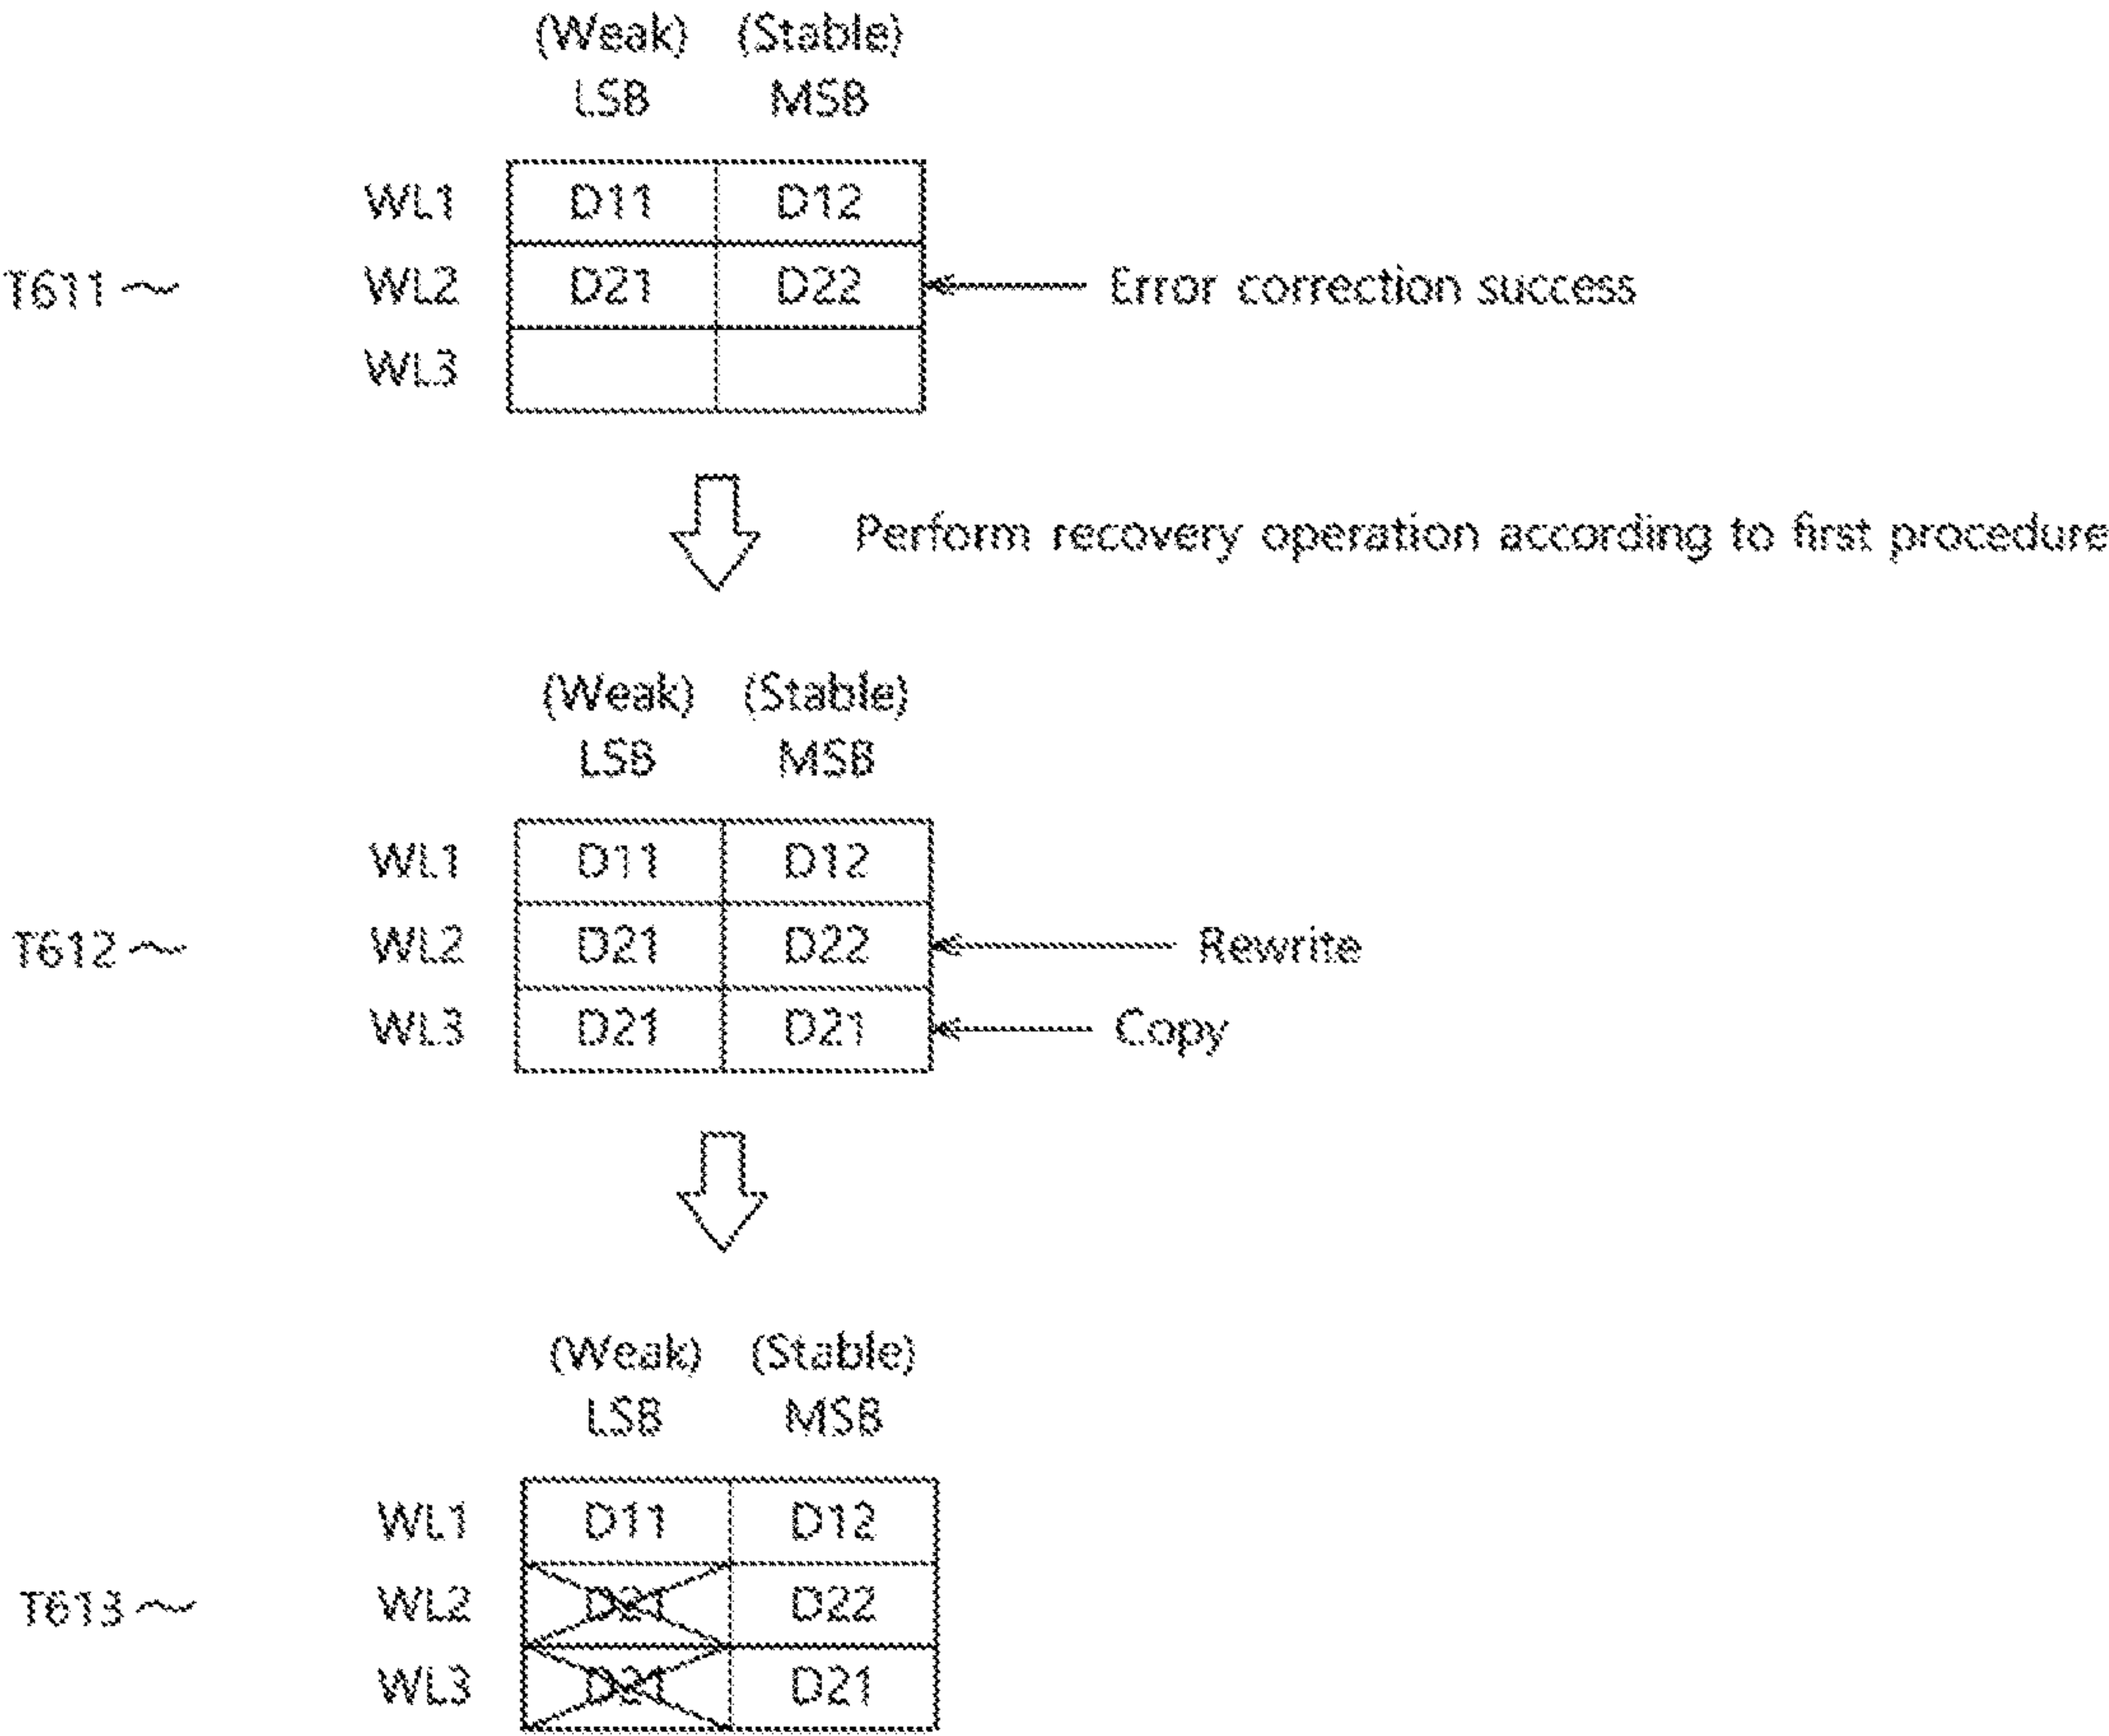 (Weak) (Stable)
LSB MSB
WL1 D11 D12
T611 WL2 D21 D22 Error correction success
WL3
Perform recovery operation according to first procedure
(Weak) (Stable)
LSB MSB
WL1 D11 D12
T612 WL2 D21 D22 Rewrite
WL3 D21 D21 Copy
(Weak) (Stable)
LSB MSB
WL1 D11 D12
T613 WL2 D21 D22
WL3 D21 D21